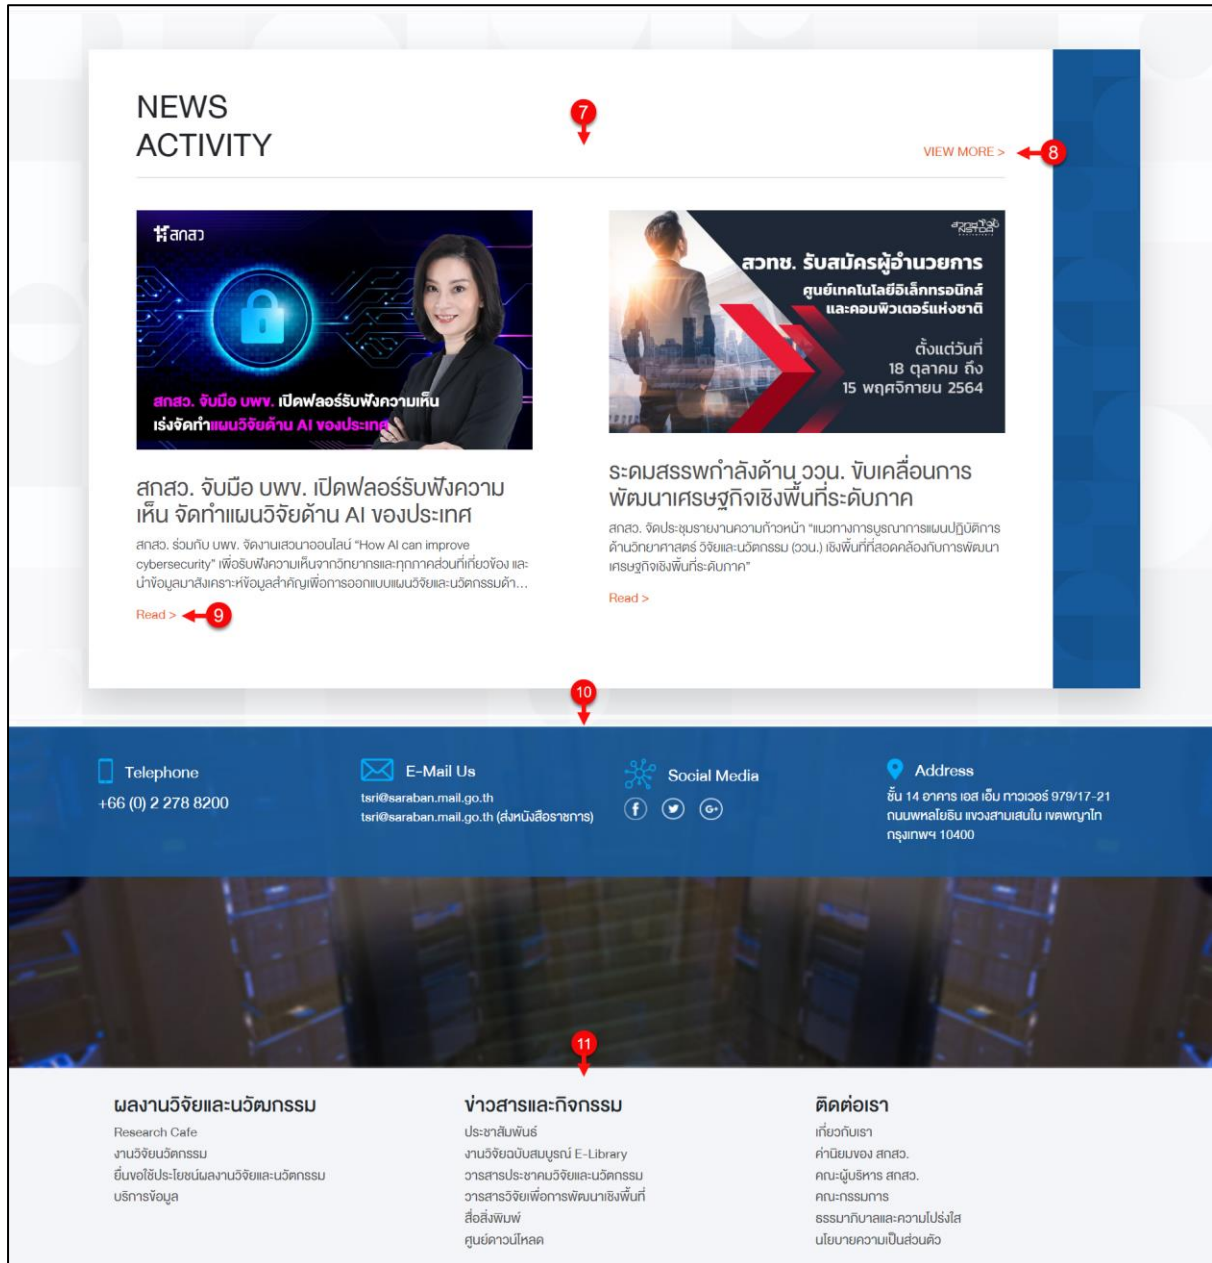 NEWS
ACTIVITY
7
VIEW MORE >
8
สกสว
สกสว. จับมือ บพข. เปิดฟลอร์รับฟังความเห็น
เร่งจัดทำแผนวิจัยด้าน AI ของประเทศ
สกสว. จับมือ บพข. เปิดฟลอร์รับฟังความ
เห็น จัดทำแผนวิจัยด้าน AI ของประเทศ
สกสว. ร่วมกับ บพข. จัดงานเสวนาออนไลน์ “How AI can improve
cybersecurity” เพื่อรับฟังความเห็นจากวิทยากรและทุกภาคส่วนที่เกี่ยวข้อง และ
นำข้อมูลมาสังเคราะห์ข้อมูลสำคัญเพื่อการออกแบบแผนวิจัยและนวัตกรรมด้า...
Read >
9
สวทช
NSTDA
สวทช. รับสมัครผู้อำนวยการ
ศูนย์เทคโนโลยีอิเล็กทรอนิกส์
และคอมพิวเตอร์แห่งชาติ
ตั้งแต่วันที่
18 ตุลาคม ถึง
15 พฤศจิกายน 2564
ระดมสรรพกำลังด้าน ววน. ขับเคลื่อนการ
พัฒนาเศรษฐกิจเชิงพื้นที่ระดับภาค
สกสว. จัดประชุมรายงานความก้าวหน้า “แนวทางการบูรณาการแผนปฏิบัติการ
ด้านวิทยาศาสตร์ วิจัยและนวัตกรรม (ววน.) เชิงพื้นที่ที่สอดคล้องกับการพัฒนา
เศรษฐกิจเชิงพื้นที่ระดับภาค”
Read >
10
Telephone
+66 (0) 2 278 8200
E-Mail Us
tsri@saraban.mail.go.th
tsri@saraban.mail.go.th (ส่งหนังสือราชการ)
Social Media
f
G+
Address
ชั้น 14 อาคาร เอส เอ็ม ทาวเวอร์ 979/17-21
ถนนพหลโยธิน แขวงสามเสนใน เขตพญาไท
กรุงเทพฯ 10400
11
ผลงานวิจัยและนวัตกรรม
Research Cafe
งานวิจัยนวัตกรรม
ยื่นขอใช้ประโยชน์ผลงานวิจัยและนวัตกรรม
บริการข้อมูล
ข่าวสารและกิจกรรม
ประชาสัมพันธ์
งานวิจัยฉบับสมบูรณ์ E-Library
วารสารประชาคมวิจัยและนวัตกรรม
วารสารวิจัยเพื่อการพัฒนาเชิงพื้นที่
สื่อสิ่งพิมพ์
ศูนย์ดาวน์โหลด
ติดต่อเรา
เกี่ยวกับเรา
ค่านิยมของ สกสว.
คณะผู้บริหาร สกสว.
คณะกรรมการ
ธรรมาภิบาลและความโปร่งใส
นโยบายความเป็นส่วนตัว